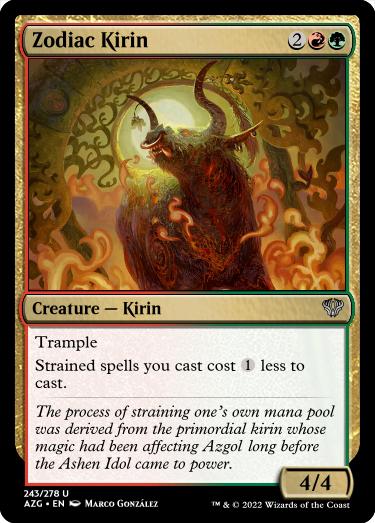 Zodiac Kirin 2
Creature — Kirin
Trample
Strained spells you cast cost 1 less to
cast.
The process of straining one's own mana pool
was derived from the primordial kirin whose
magic had been affecting Azgol long before
the Ashen Idol came to power.
4/4
243/278 U
AZG • EN Marco González
™ & © 2022 Wizards of the Coast